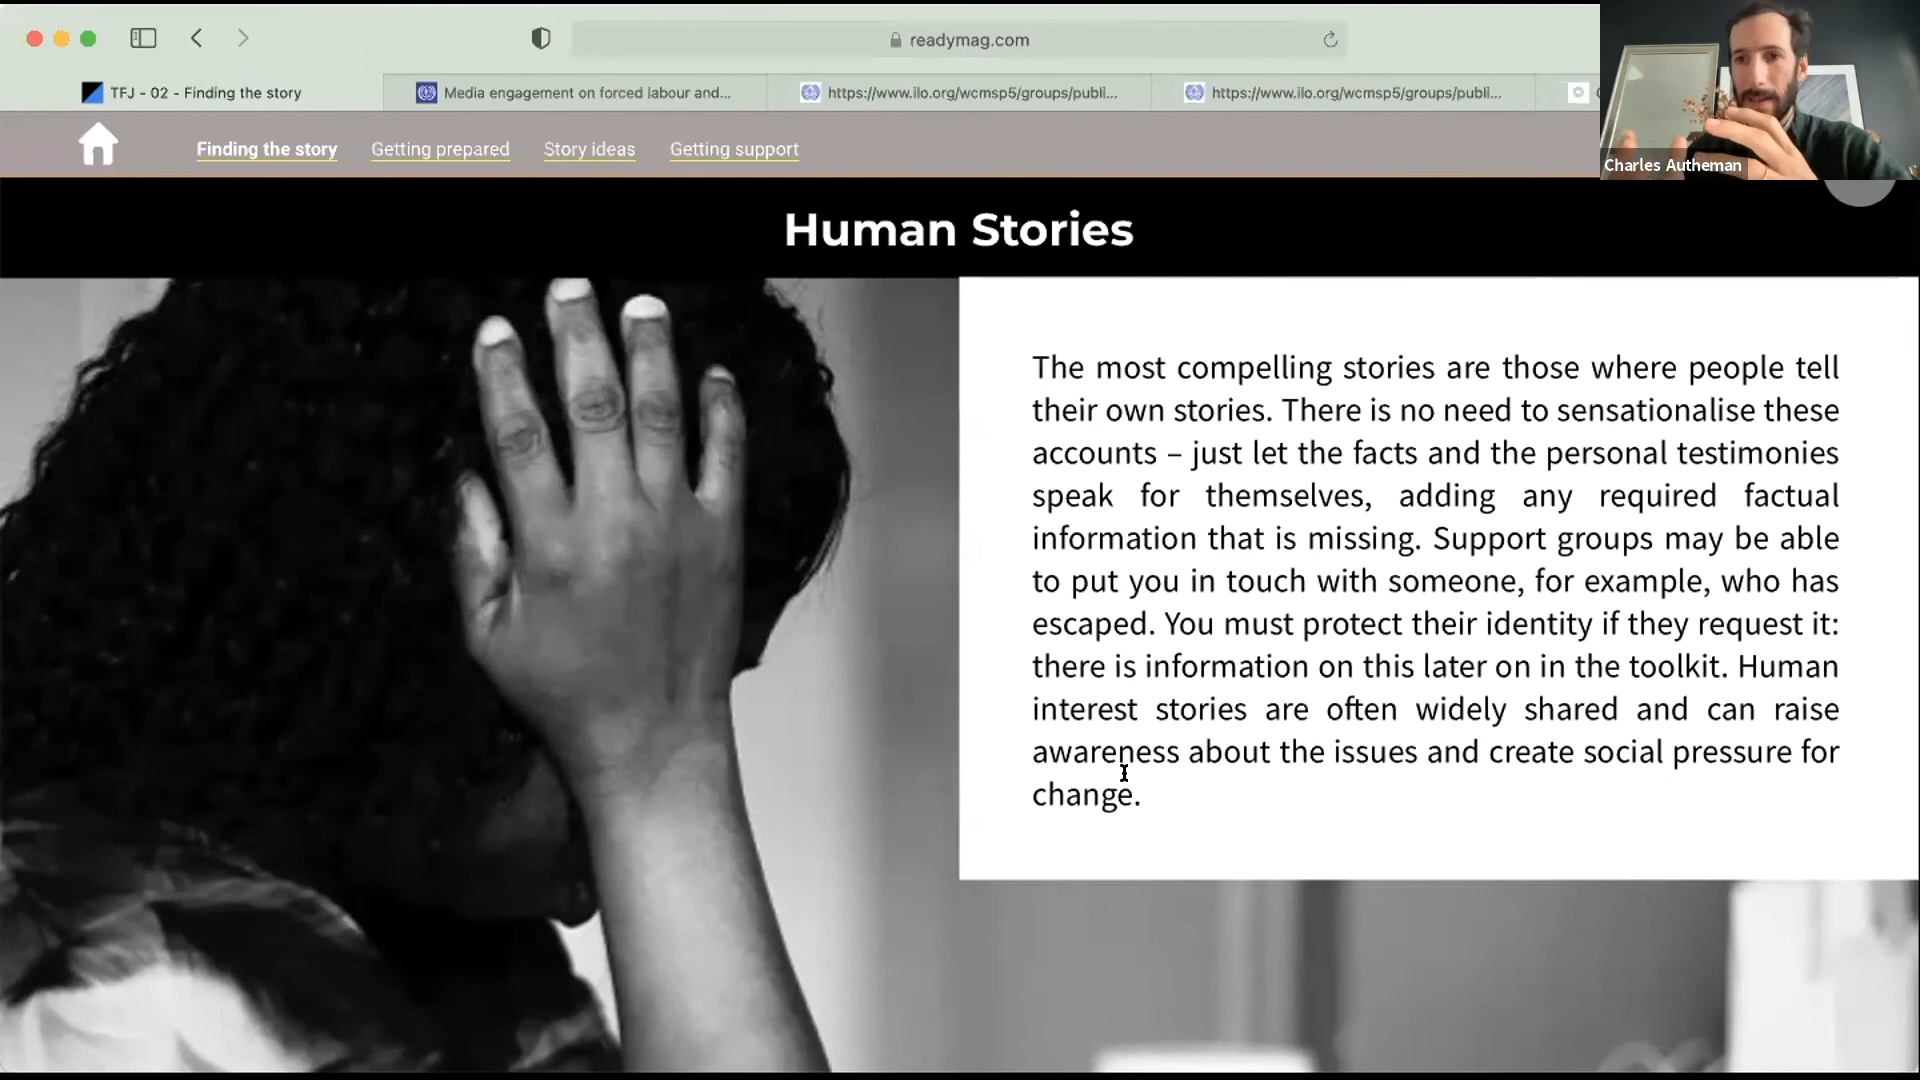 readymag.com
TFJ - 02 - Finding the story
Media engagement on forced labour and...
https://www.ilo.org/wcmsp5/groups/publi...
https://www.ilo.org/wcmsp5/groups/publi...
Finding the story
Getting prepared
Story ideas
Getting support
Charles Autheman
Human Stories
The most compelling stories are those where people tell
their own stories. There is no need to sensationalise these
accounts – just let the facts and the personal testimonies
speak for themselves, adding any required factual
information that is missing. Support groups may be able
to put you in touch with someone, for example, who has
escaped. You must protect their identity if they request it:
there is information on this later on in the toolkit. Human
interest stories are often widely shared and can raise
awareness about the issues and create social pressure for
change.